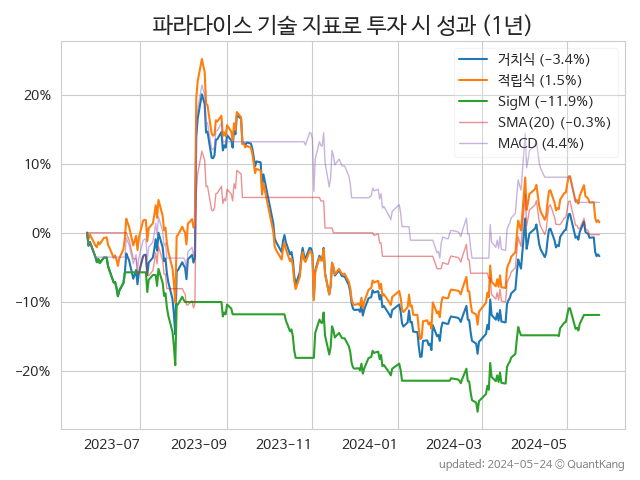 파라다이스 기술 지표로 투자 시 성과 (1년)
거치식 (−3.4%)
적립식 (1.5%)
SigM (−11.9%)
SMA(20) (−0.3%)
MACD (4.4%)
20%
10%
0%
−10%
−20%
2023-07
2023-09
2023-11
2024-01
2024-03
2024-05
updated: 2024-05-24 © QuantKang